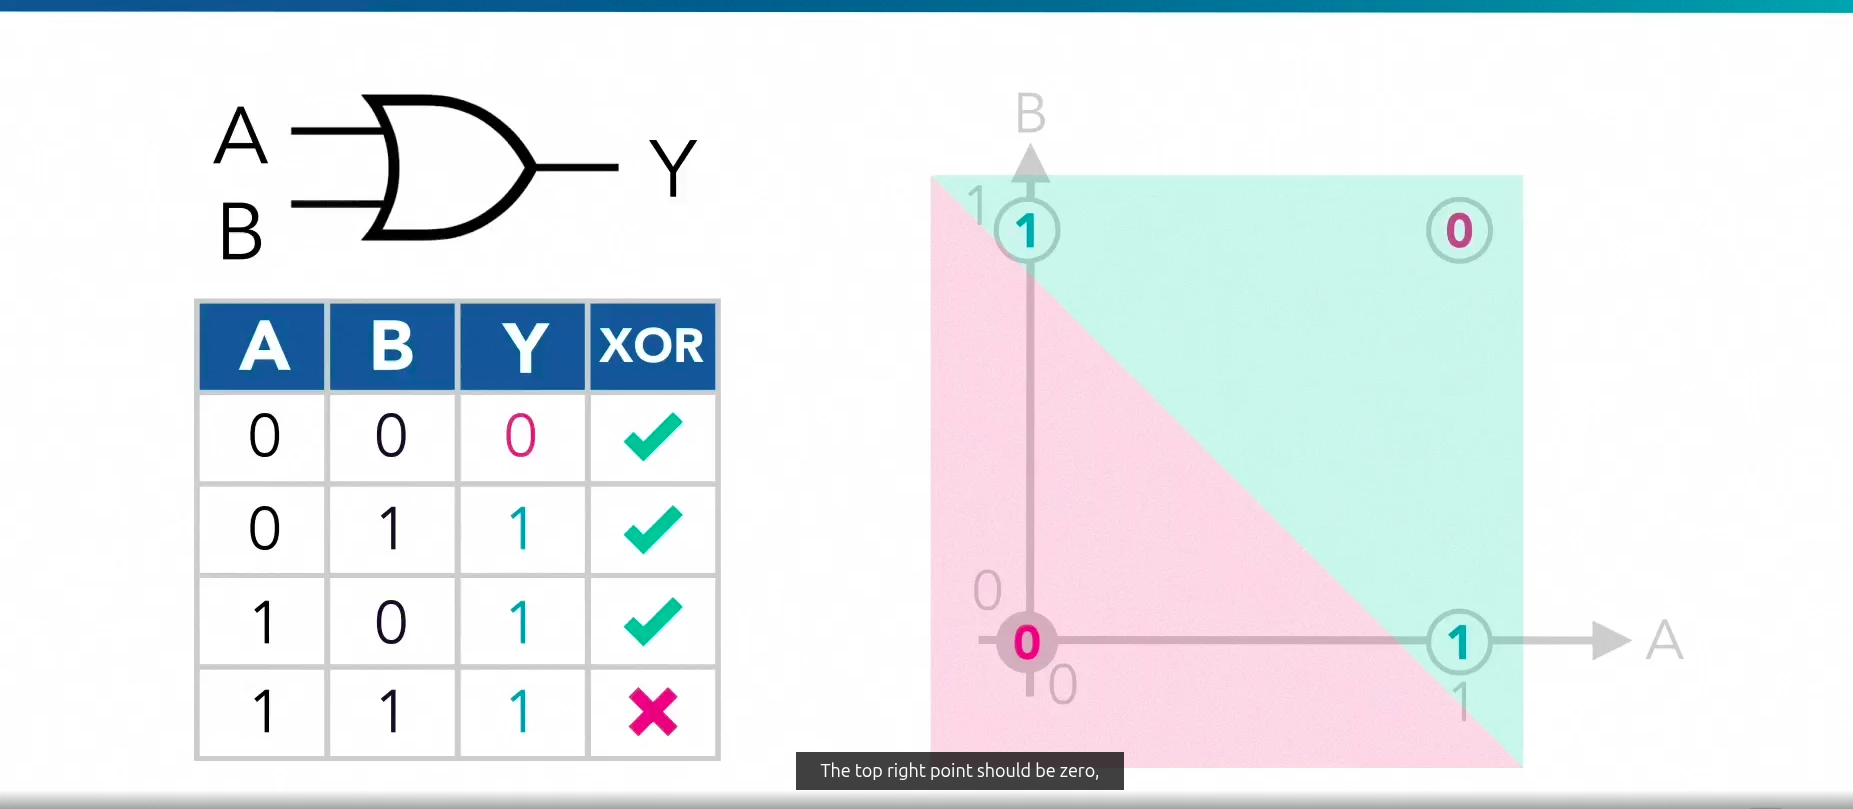 A
B
Y
A B Y XOR
0 0 0
0 1 1
1 0 1
1 1 1
B
1 1 0
0
0 1 A
0 1
The top right point should be zero,